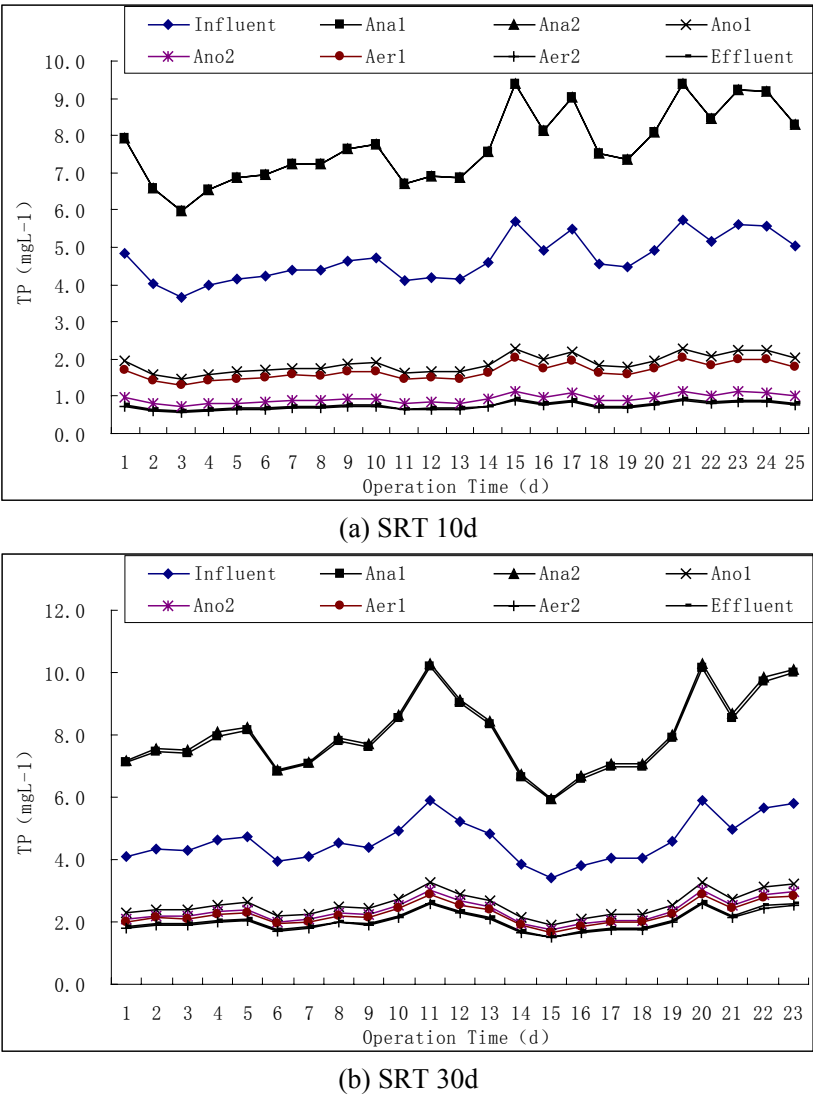 Influent Ana1 Ana2 Ano1
Ano2 Aer1 Aer2 Effluent
10.0
9.0
8.0
7.0
6.0
5.0
4.0
3.0
2.0
1.0
0.0
TP（mgL-1）
1 2 3 4 5 6 7 8 9 10 11 12 13 14 15 16 17 18 19 20 21 22 23 24 25
Operation Time（d）
(a) SRT 10d
Influent Ana1 Ana2 Ano1
Ano2 Aer1 Aer2 Effluent
12.0
10.0
8.0
6.0
4.0
2.0
0.0
TP（mgL-1）
1 2 3 4 5 6 7 8 9 10 11 12 13 14 15 16 17 18 19 20 21 22 23
Operation Time（d）
(b) SRT 30d